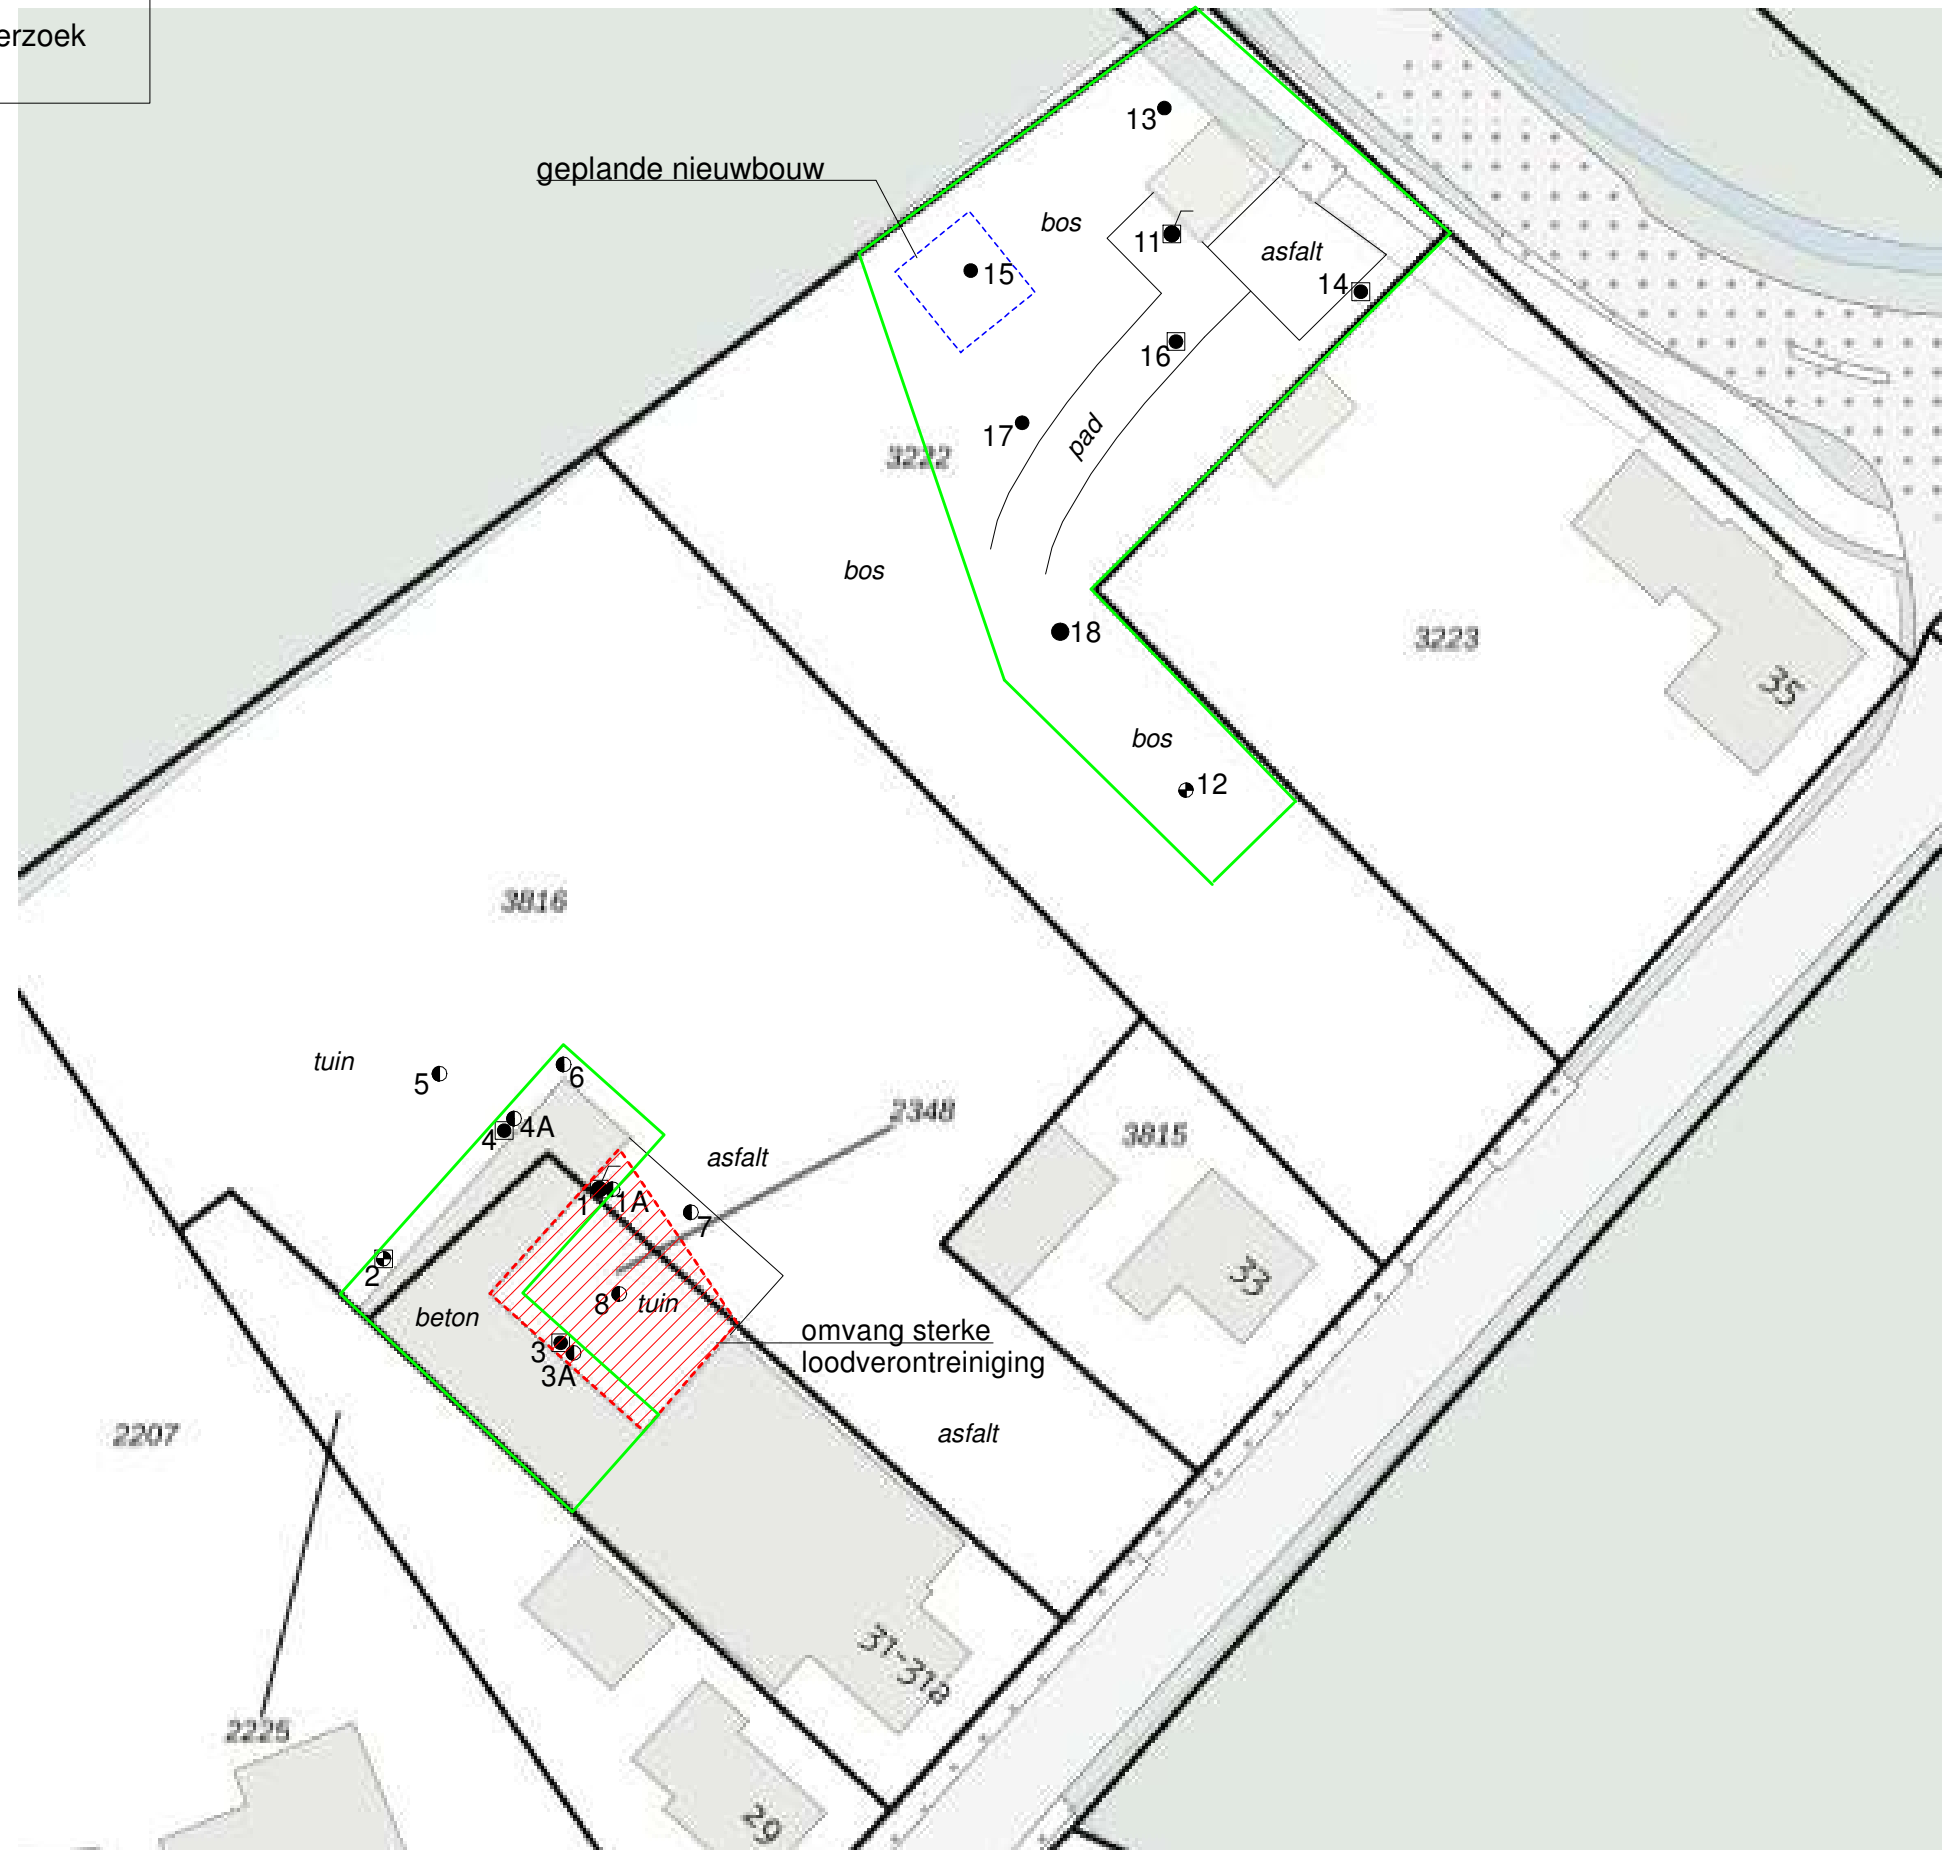 erzoek
13
geplande nieuwbouw
bos
11
asfalt
15
14
16
17
pad
3222
bos
18
3223
35
bos
12
3816
tuin
5
6
4
4A
2348
asfalt
3815
1
1A
7
2
8
tuin
33
beton
omvang sterke
loodverontreiniging
3
3A
2207
asfalt
31-31a
2225
29